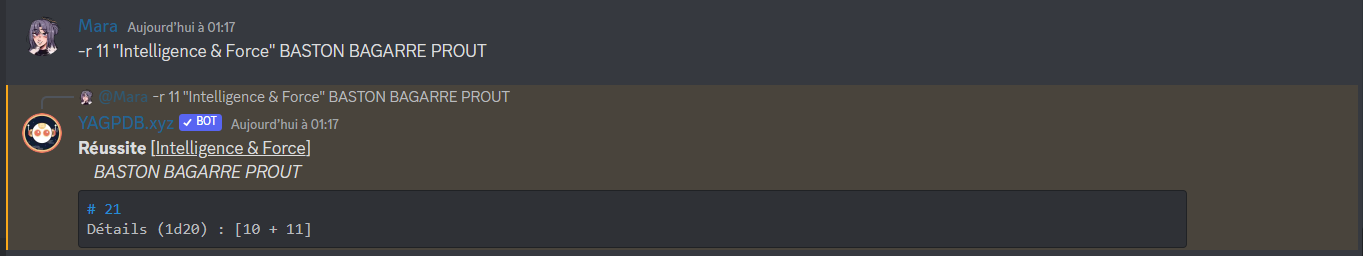 Mara Aujourd'hui à 01:17
-r 11 "Intelligence & Force" BASTON BAGARRE PROUT
@Mara -r 11 "Intelligence & Force" BASTON BAGARRE PROUT
YAGPDB.xyz BOT Aujourd'hui à 01:17
Réussite [Intelligence & Force]
BASTON BAGARRE PROUT
# 21
Détails (1d20) : [10 + 11]